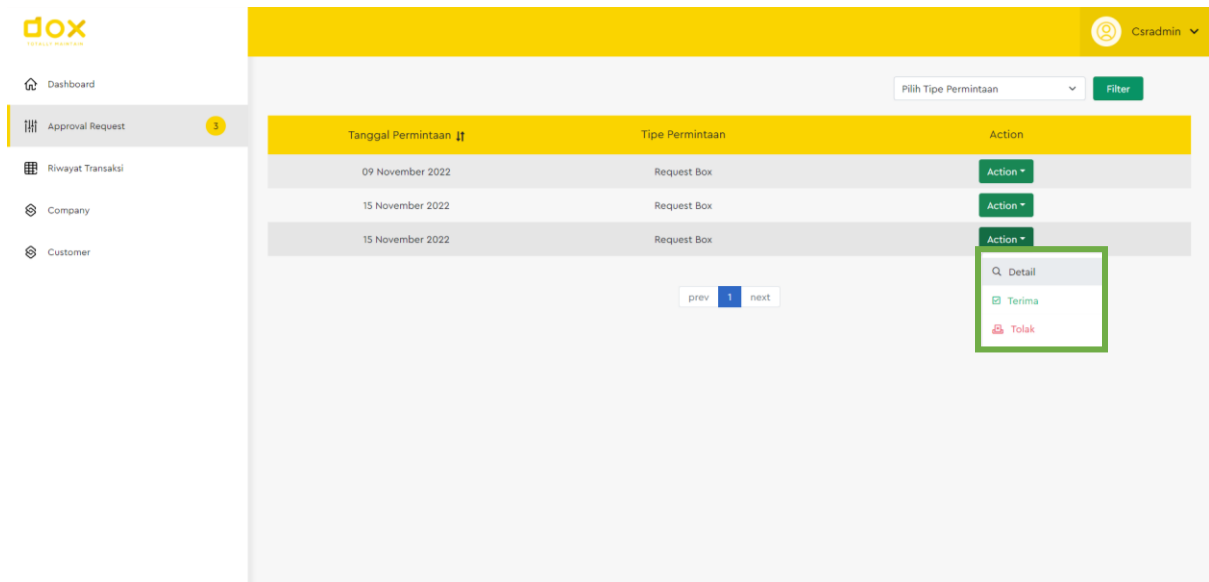 dox
Csradmin
Dashboard
Approval Request 3
Riwayat Transaksi
Company
Customer
Pilih Tipe Permintaan Filter
Tanggal Permintaan Tipe Permintaan Action
09 November 2022 Request Box Action
15 November 2022 Request Box Action
15 November 2022 Request Box Action
Detail
Terima
Tolak
prev 1 next